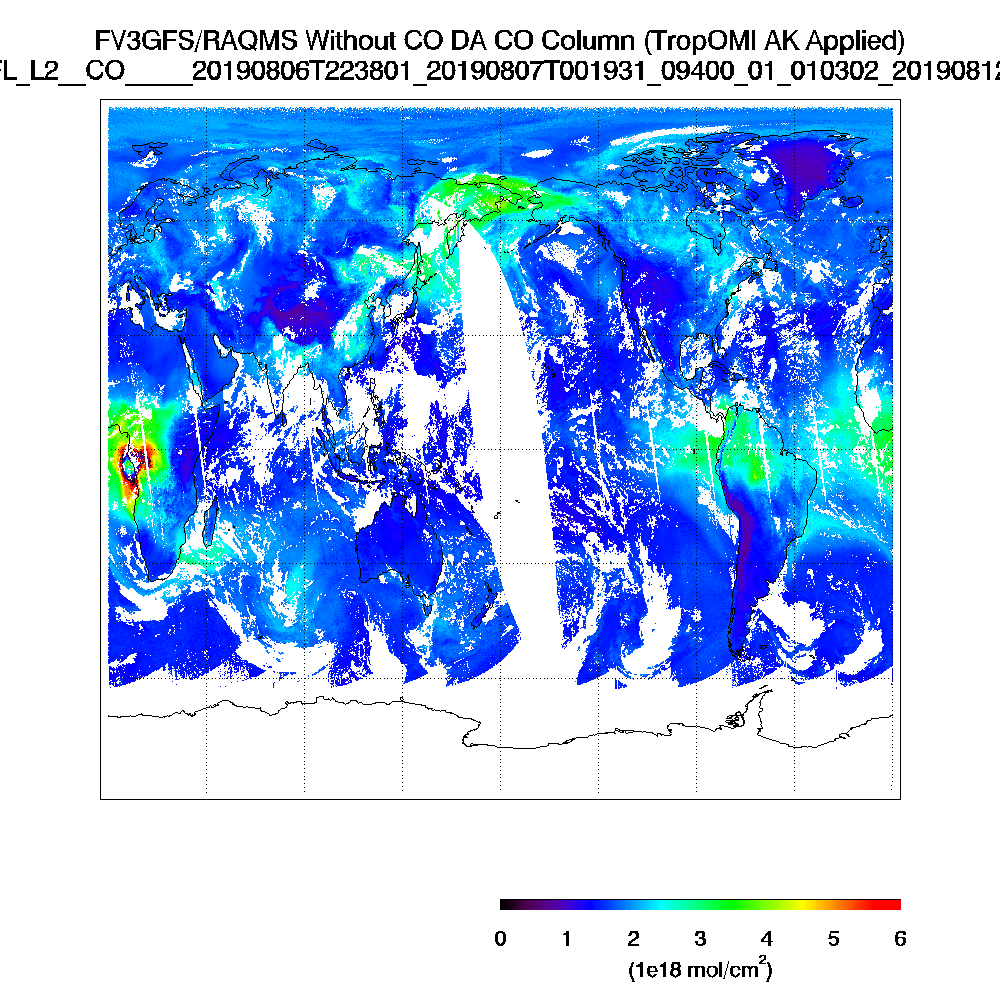 FV3GFS/RAQMS Without CO DA CO Column (TropOMI AK Applied)
FL_L2__CO_____20190806T223801_20190807T001931_09400_01_010302_20190812
0 1 2 3 4 5 6
(1e18 mol/cm²)